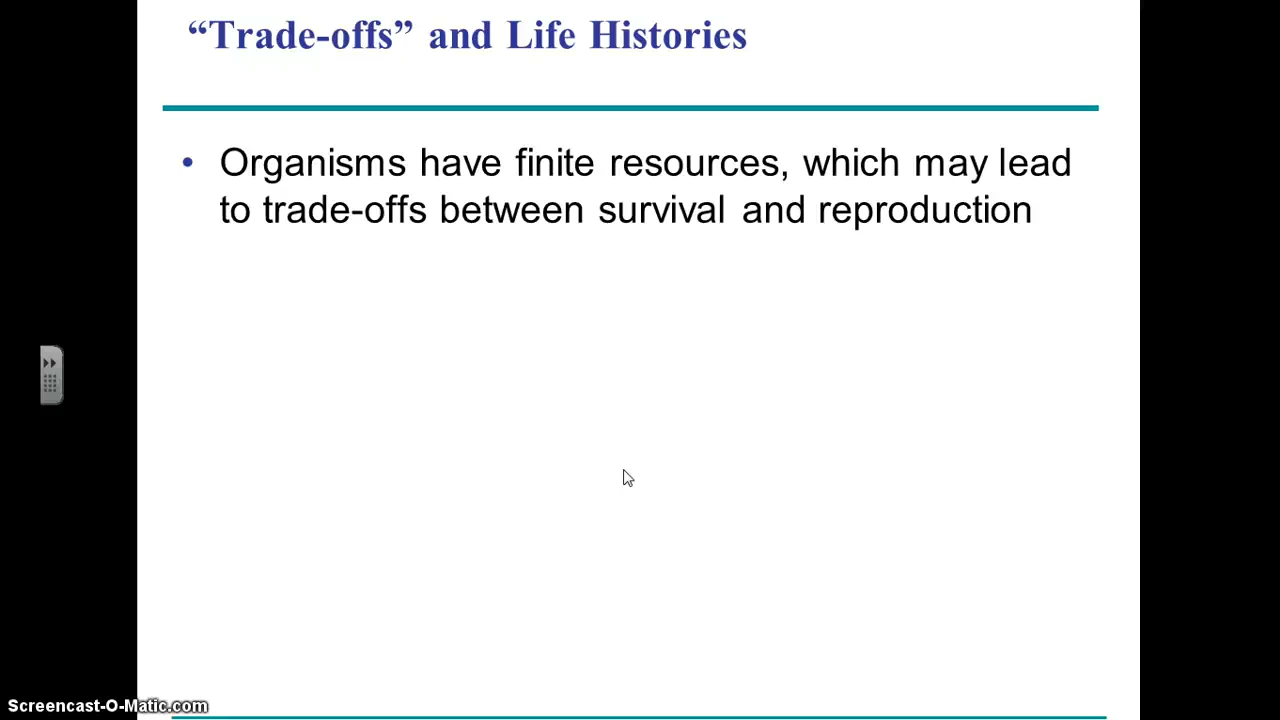 “Trade-offs” and Life Histories
• Organisms have finite resources, which may lead
to trade-offs between survival and reproduction
Screencast-O-Matic.com